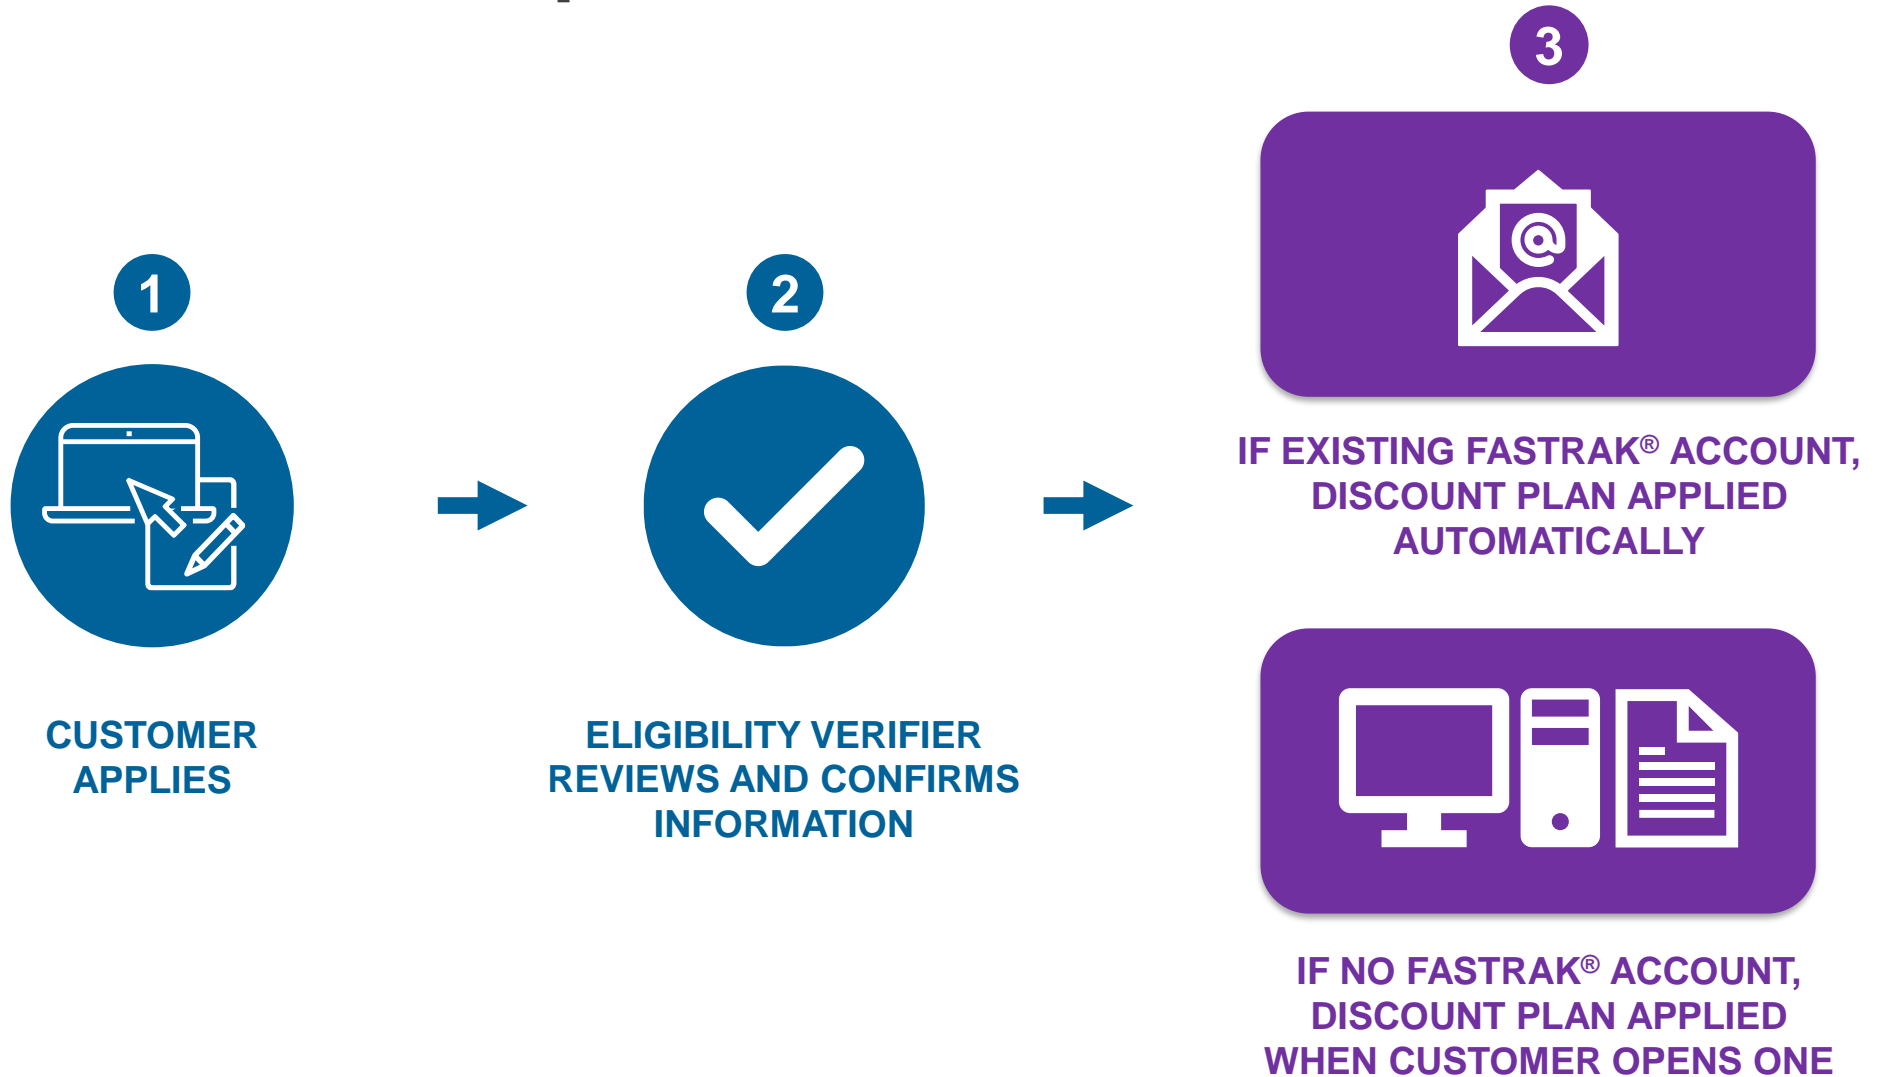 1
CUSTOMER
APPLIES
2
ELIGIBILITY VERIFIER
REVIEWS AND CONFIRMS
INFORMATION
3
@
IF EXISTING FASTRAK® ACCOUNT,
DISCOUNT PLAN APPLIED
AUTOMATICALLY
IF NO FASTRAK® ACCOUNT,
DISCOUNT PLAN APPLIED
WHEN CUSTOMER OPENS ONE